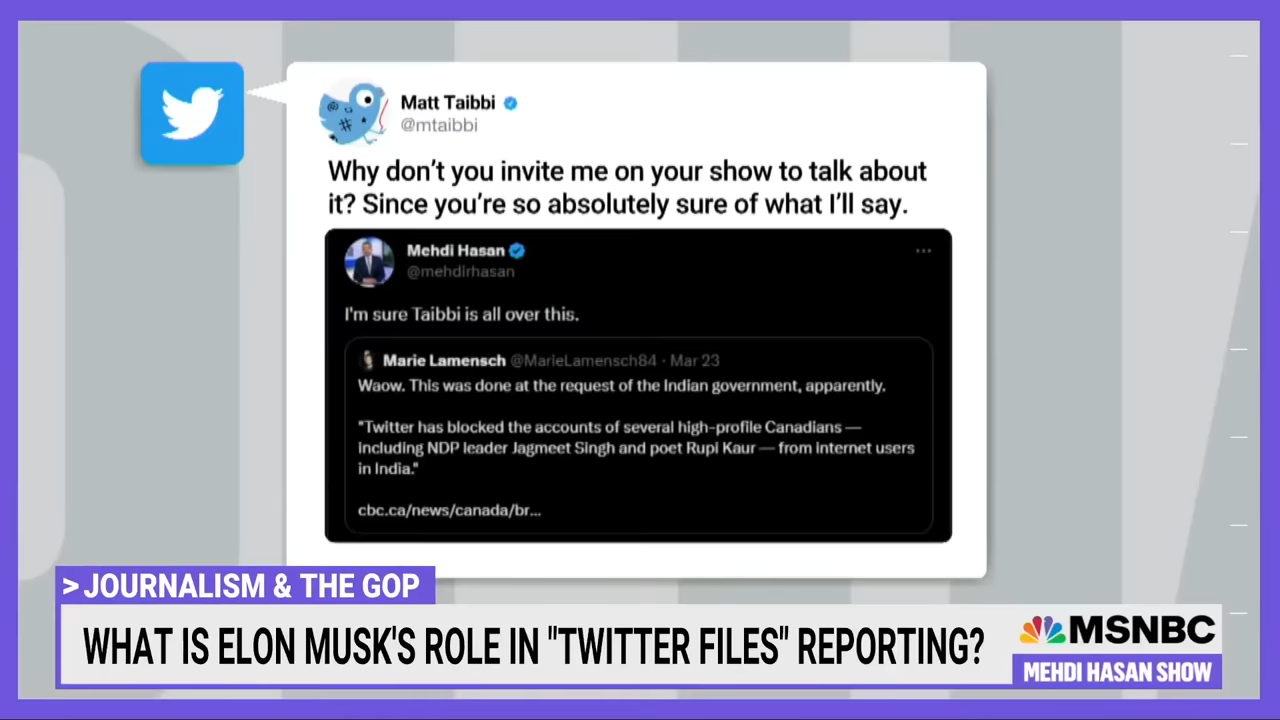 Matt Taibbi
@mtaibbi
Why don't you invite me on your show to talk about
it? Since you're so absolutely sure of what I'll say.
Mehdi Hasan
@mehdirhasan
I'm sure Taibbi is all over this.
Marie Lamensch @MarieLamensch84 · Mar 23
Waow. This was done at the request of the Indian government, apparently.
"Twitter has blocked the accounts of several high-profile Canadians —
including NDP leader Jagmeet Singh and poet Rupi Kaur — from internet users
in India."
cbc.ca/news/canada/br...
> JOURNALISM & THE GOP
WHAT IS ELON MUSK'S ROLE IN "TWITTER FILES" REPORTING?
MSNBC
MEHDI HASAN SHOW